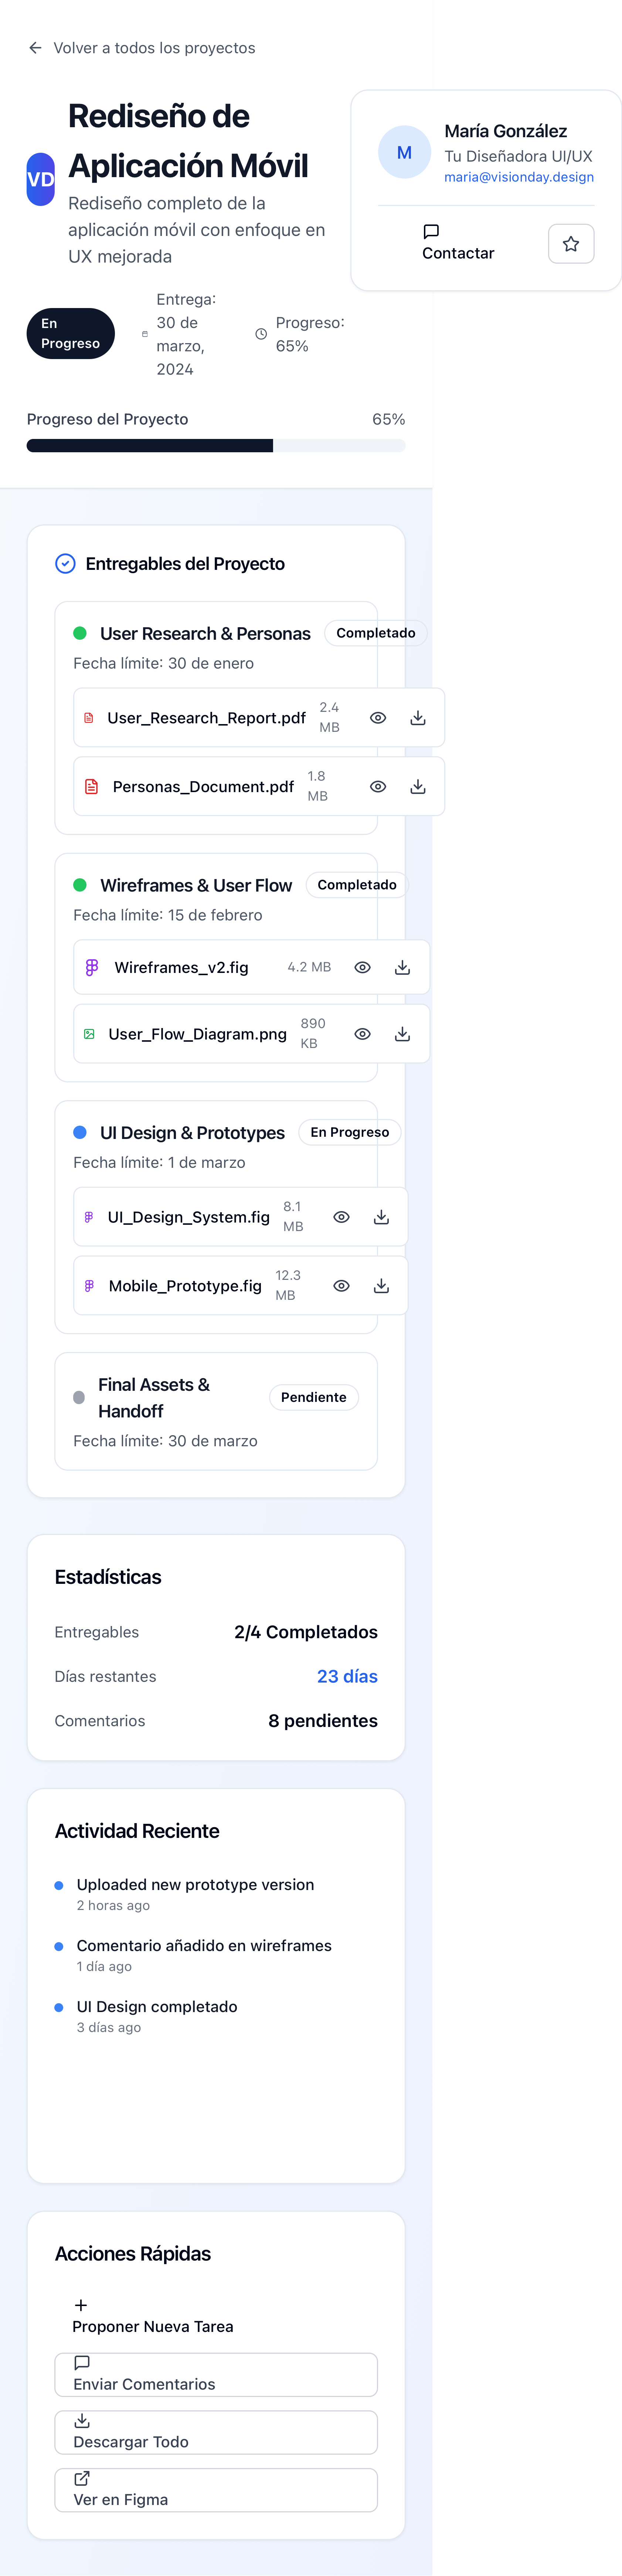 Volver a todos los proyectos
VD
Rediseño de
Aplicación Móvil
Rediseño completo de la
aplicación móvil con enfoque en
UX mejorada
M
María González
Tu Diseñadora UI/UX
maria@visionday.design
Contactar
En
Progreso
Entrega:
30 de
marzo,
2024
Progreso:
65%
Progreso del Proyecto
65%
Entregables del Proyecto
User Research & Personas
Completado
Fecha límite: 30 de enero
User_Research_Report.pdf
2.4
MB
Personas_Document.pdf
1.8
MB
Wireframes & User Flow
Completado
Fecha límite: 15 de febrero
Wireframes_v2.fig
4.2 MB
User_Flow_Diagram.png
890
KB
UI Design & Prototypes
En Progreso
Fecha límite: 1 de marzo
UI_Design_System.fig
8.1
MB
Mobile_Prototype.fig
12.3
MB
Final Assets &
Handoff
Pendiente
Fecha límite: 30 de marzo
Estadísticas
Entregables
2/4 Completados
Días restantes
23 días
Comentarios
8 pendientes
Actividad Reciente
Uploaded new prototype version
2 horas ago
Comentario añadido en wireframes
1 día ago
UI Design completado
3 días ago
Acciones Rápidas
Proponer Nueva Tarea
Enviar Comentarios
Descargar Todo
Ver en Figma